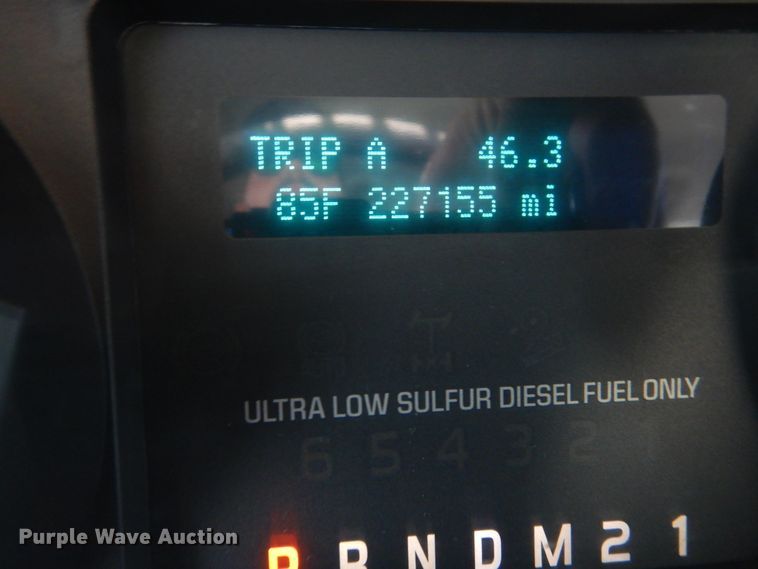 TRIP A 46.3
85F 227155 mi
ULTRA LOW SULFUR DIESEL FUEL ONLY
6 5 4 3 2 1
P R N D M 2 1
Purple Wave Auction